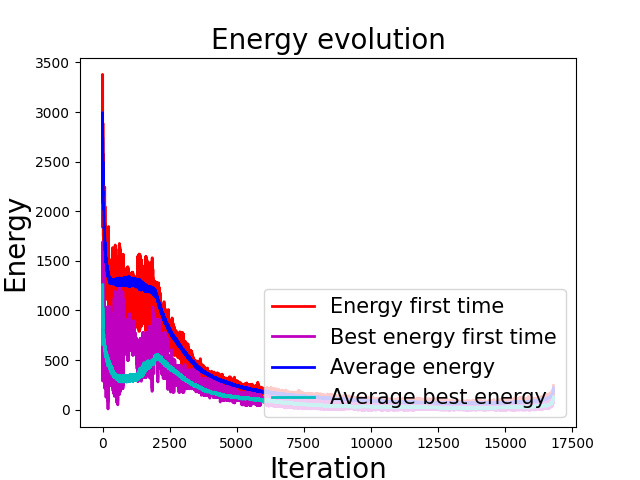 Energy evolution
3500
3000
2500
2000
1500
1000
500
0
Energy
Energy first time
Best energy first time
Average energy
Average best energy
0 2500 5000 7500 10000 12500 15000 17500
Iteration